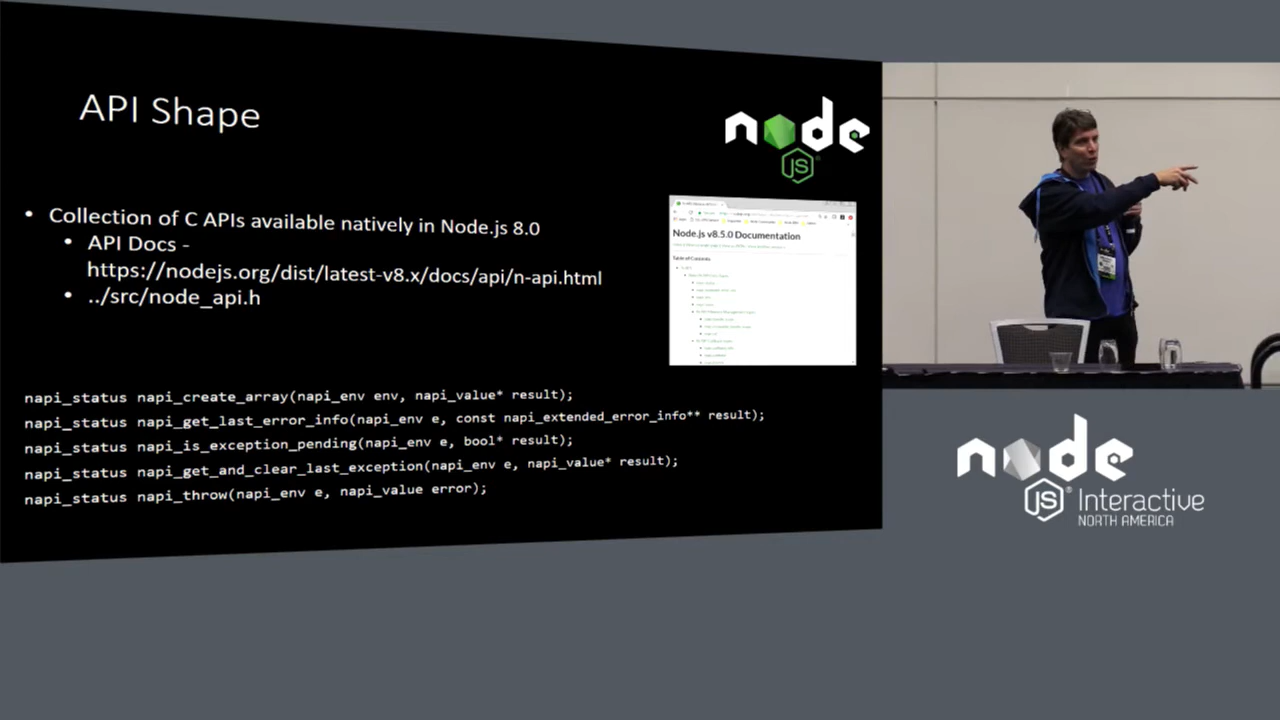 API Shape
node
JS
• Collection of C APIs available natively in Node.js 8.0
• API Docs -
https://nodejs.org/dist/latest-v8.x/docs/api/n-api.html
• ../src/node_api.h
Node.js v8.5.0 Documentation
Table of Contents
napi_status napi_create_array(napi_env env, napi_value* result);
napi_status napi_get_last_error_info(napi_env e, const napi_extended_error_info** result);
napi_status napi_is_exception_pending(napi_env e, bool* result);
napi_status napi_get_and_clear_last_exception(napi_env e, napi_value* result);
napi_status napi_throw(napi_env e, napi_value error);
node
JS® Interactive
NORTH AMERICA